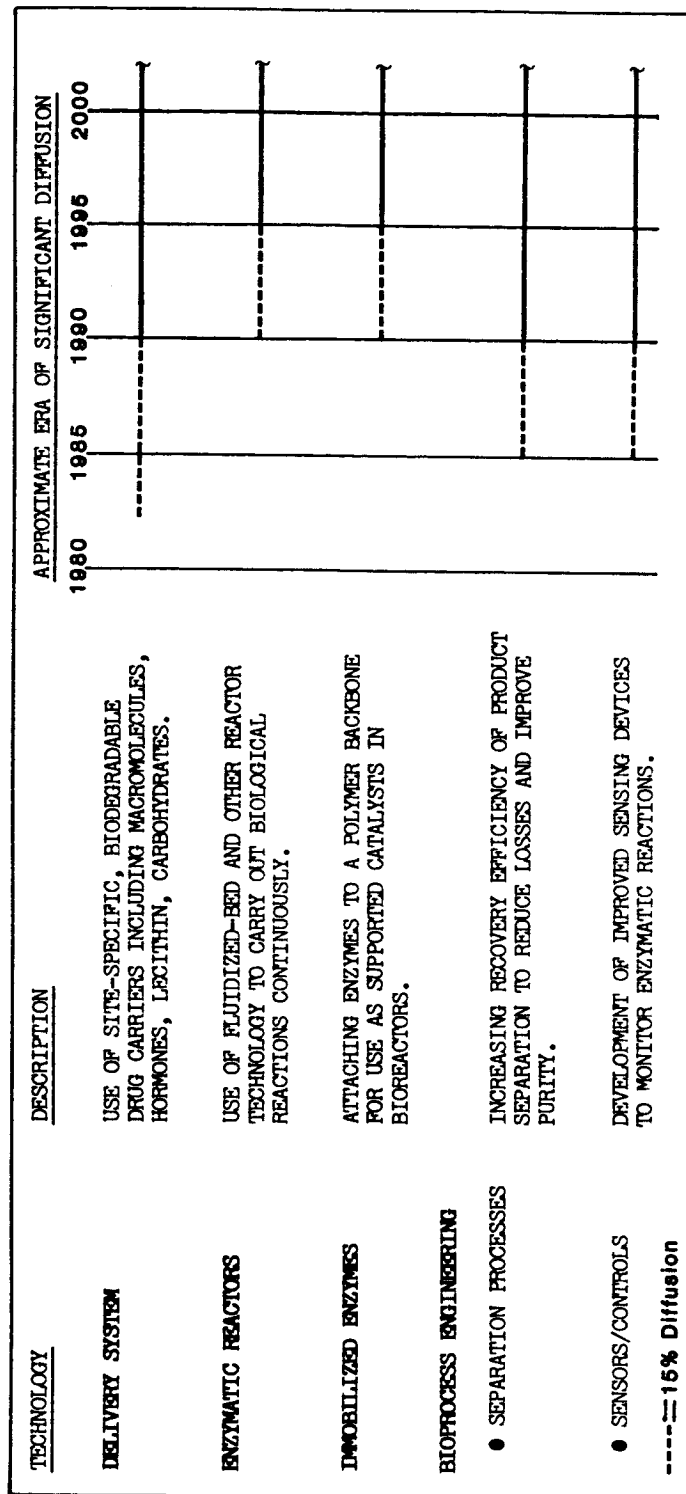 TECHNOLOGY
DESCRIPTION
APPROXIMATE ERA OF SIGNIFICANT DIFFUSION
1980 1985 1990 1995 2000
DELIVERY SYSTEM
USE OF SITE-SPECIFIC, BIODEGRADABLE
DRUG CARRIERS INCLUDING MACROMOLECULES,
HORMONES, LECITHIN, CARBOHYDRATES.
ENZYMATIC REACTORS
USE OF FLUIDIZED-BED AND OTHER REACTOR
TECHNOLOGY TO CARRY OUT BIOLOGICAL
REACTIONS CONTINUOUSLY.
IMMOBILIZED ENZYMES
ATTACHING ENZYMES TO A POLYMER BACKBONE
FOR USE AS SUPPORTED CATALYSTS IN
BIOREACTORS.
BIOPROCESS ENGINEERING
● SEPARATION PROCESSES
INCREASING RECOVERY EFFICIENCY OF PRODUCT
SEPARATION TO REDUCE LOSSES AND IMPROVE
PURITY.
● SENSORS/CONTROLS
DEVELOPMENT OF IMPROVED SENSING DEVICES
TO MONITOR ENZYMATIC REACTIONS.
----=15% Diffusion